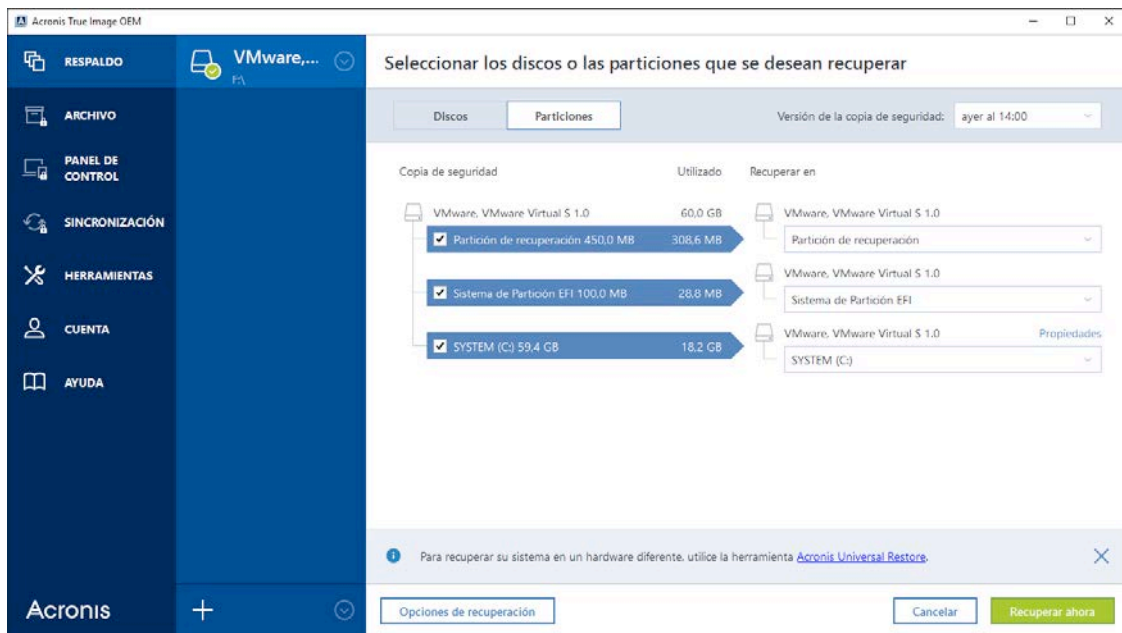 Acronis True Image OEM
RESPALDO
ARCHIVO
PANEL DE
CONTROL
SINCRONIZACIÓN
HERRAMIENTAS
CUENTA
AYUDA
Acronis
VMware,...
F:\
Seleccionar los discos o las particiones que se desean recuperar
Discos
Particiones
Versión de la copia de seguridad: ayer al 14:00
Copia de seguridad Utilizado Recuperar en
VMware, VMware Virtual S 1.0 60,0 GB VMware, VMware Virtual S 1.0
Partición de recuperación 450,0 MB 308,6 MB Partición de recuperación
VMware, VMware Virtual S 1.0
Sistema de Partición EFI 100,0 MB 28,8 MB Sistema de Partición EFI
VMware, VMware Virtual S 1.0 Propiedades
SYSTEM (C:) 59,4 GB 18,2 GB SYSTEM (C:)
Para recuperar su sistema en un hardware diferente, utilice la herramienta Acronis Universal Restore.
Opciones de recuperación
Cancelar
Recuperar ahora